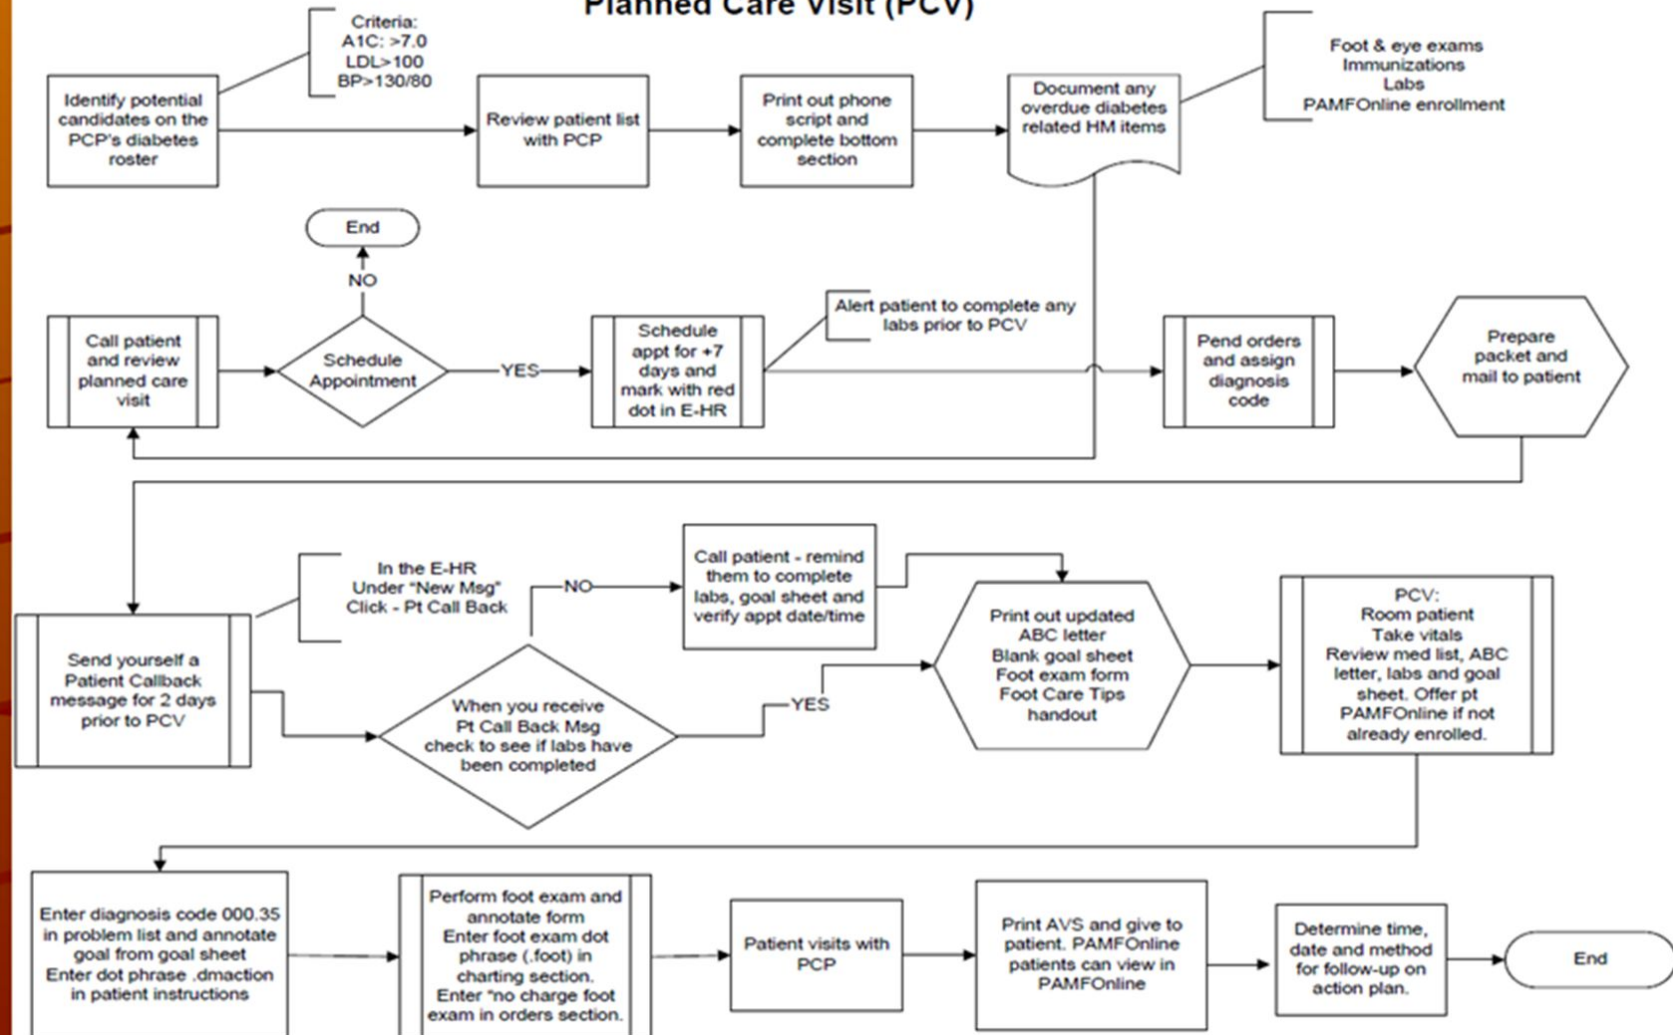 Planned Care Visit (PCV)
Criteria:
A1C: >7.0
LDL>100
BP>130/80
Identify potential
candidates on the
PCP's diabetes
roster
Review patient list
with PCP
Print out phone
script and
complete bottom
section
Document any
overdue diabetes
related HM items
Foot & eye exams
Immunizations
Labs
PAMFOnline enrollment
End
NO
Call patient
and review
planned care
visit
Schedule
Appointment
YES
Schedule
appt for +7
days and
mark with red
dot in E-HR
Alert patient to complete any
labs prior to PCV
Pend orders
and assign
diagnosis
code
Prepare
packet and
mail to patient
Send yourself a
Patient Callback
message for 2 days
prior to PCV
In the E-HR
Under "New Msg"
Click - Pt Call Back
When you receive
Pt Call Back Msg
check to see if labs have
been completed
NO
Call patient - remind
them to complete
labs, goal sheet and
verify appt date/time
YES
Print out updated
ABC letter
Blank goal sheet
Foot exam form
Foot Care Tips
handout
PCV:
Room patient
Take vitals
Review med list, ABC
letter, labs and goal
sheet. Offer pt
PAMFOnline if not
already enrolled.
Enter diagnosis code 000.35
in problem list and annotate
goal from goal sheet
Enter dot phrase .dmaction
in patient instructions
Perform foot exam and
annotate form
Enter foot exam dot
phrase (.foot) in
charting section.
Enter "no charge foot
exam in orders section.
Patient visits with
PCP
Print AVS and give to
patient. PAMFOnline
patients can view in
PAMFOnline
Determine time,
date and method
for follow-up on
action plan.
End